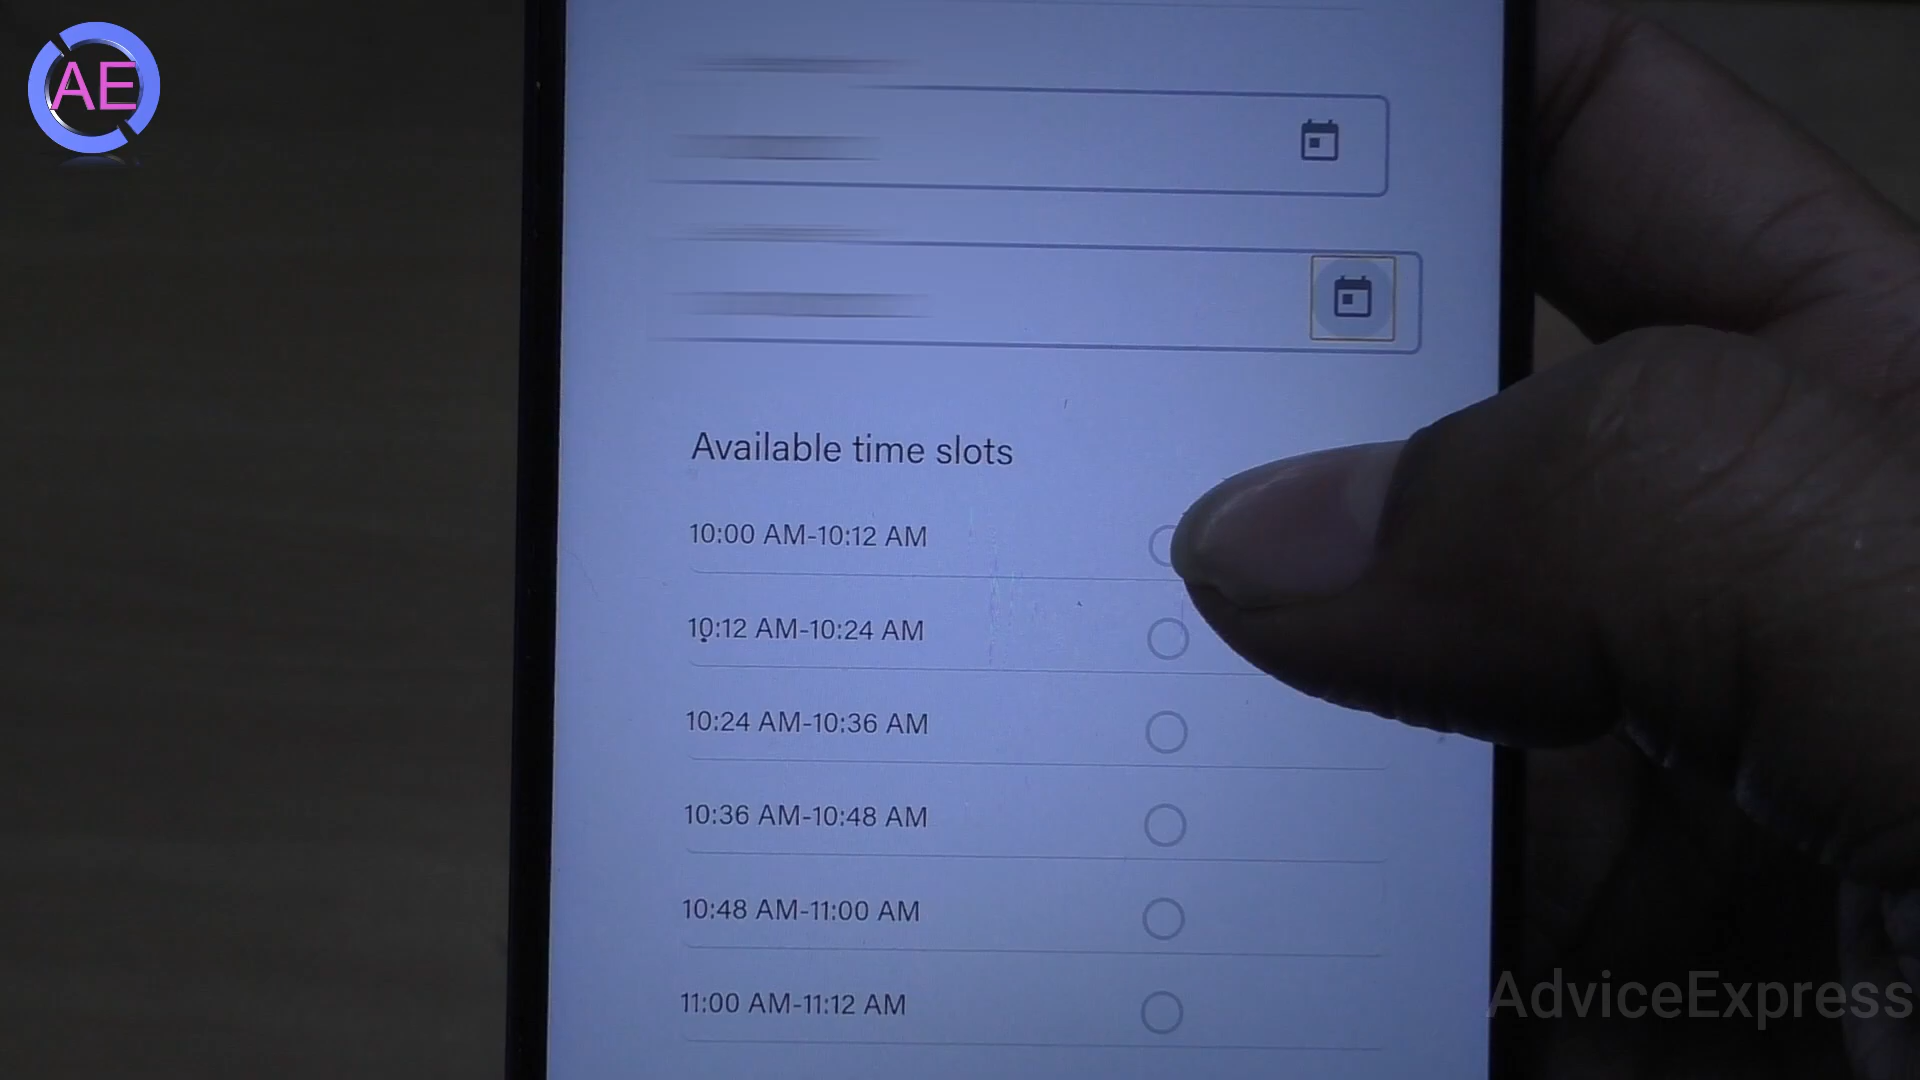 AE
Available time slots
10:00 AM-10:12 AM
10:12 AM-10:24 AM
10:24 AM-10:36 AM
10:36 AM-10:48 AM
10:48 AM-11:00 AM
11:00 AM-11:12 AM
AdviceExpress